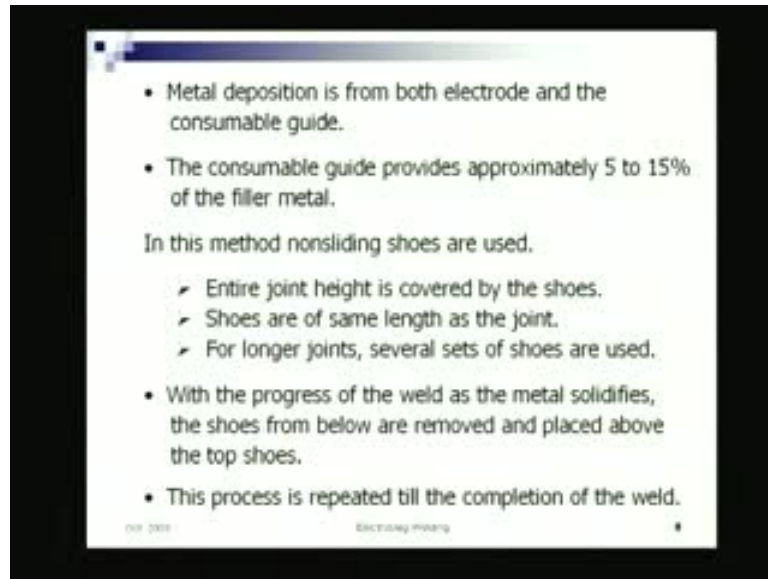 • Metal deposition is from both electrode and the
consumable guide.
• The consumable guide provides approximately 5 to 15%
of the filler metal.
In this method nonsliding shoes are used.
➤ Entire joint height is covered by the shoes.
➤ Shoes are of same length as the joint.
➤ For longer joints, several sets of shoes are used.
• With the progress of the weld as the metal solidifies,
the shoes from below are removed and placed above
the top shoes.
• This process is repeated till the completion of the weld.
Electroslag Welding